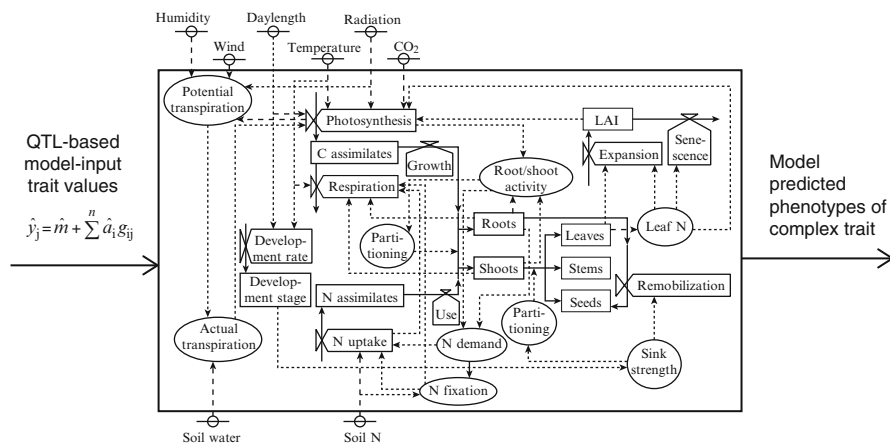 Humidity
Daylength
Radiation
Wind
Temperature
CO2
Potential
transpiration
Photosynthesis
LAI
Sene-
scence
C assimilates
Growth
Expansion
Respiration
Root/shoot
activity
QTL-based
model-input
trait values
ŷj = m̂ + n∑ âi gij
Roots
Leaves
Leaf N
Model
predicted
phenotypes of
complex trait
Development
rate
Parti-
tioning
Shoots
Stems
Develop-
ment stage
N assimilates
Use
Seeds
Remobilization
Actual
transpiration
N uptake
N demand
Parti-
tioning
Sink
strength
N fixation
Soil water
Soil N